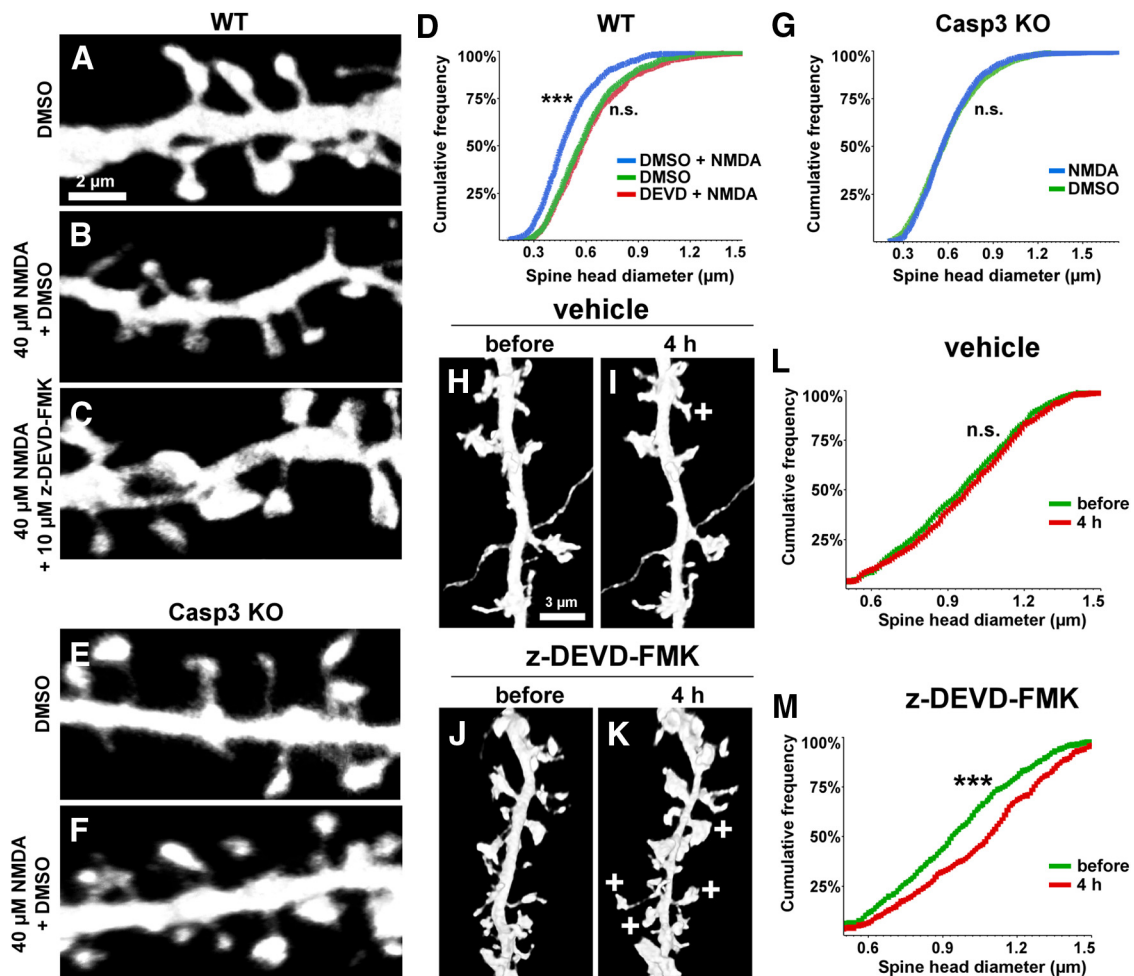 WT
A
DMSO
2 µm
B
40 µM NMDA
+ DMSO
C
40 µM NMDA
+ 10 µM z-DEVD-FMK
Casp3 KO
E
DMSO
F
40 µM NMDA
+ DMSO
D
WT
Cumulative frequency
100%
75%
50%
25%
***
n.s.
DMSO + NMDA
DMSO
DEVD + NMDA
0.3 0.6 0.9 1.2 1.5
Spine head diameter (µm)
G
Casp3 KO
Cumulative frequency
100%
75%
50%
25%
n.s.
NMDA
DMSO
0.3 0.6 0.9 1.2 1.5
Spine head diameter (µm)
vehicle
before 4 h
H I
+
3 µm
z-DEVD-FMK
before 4 h
J K
+
+ +
+
L
vehicle
Cumulative frequency
100%
75%
50%
25%
n.s.
before
4 h
0.6 0.9 1.2 1.5
Spine head diameter (µm)
M
z-DEVD-FMK
Cumulative frequency
100%
75%
50%
25%
***
before
4 h
0.6 0.9 1.2 1.5
Spine head diameter (µm)